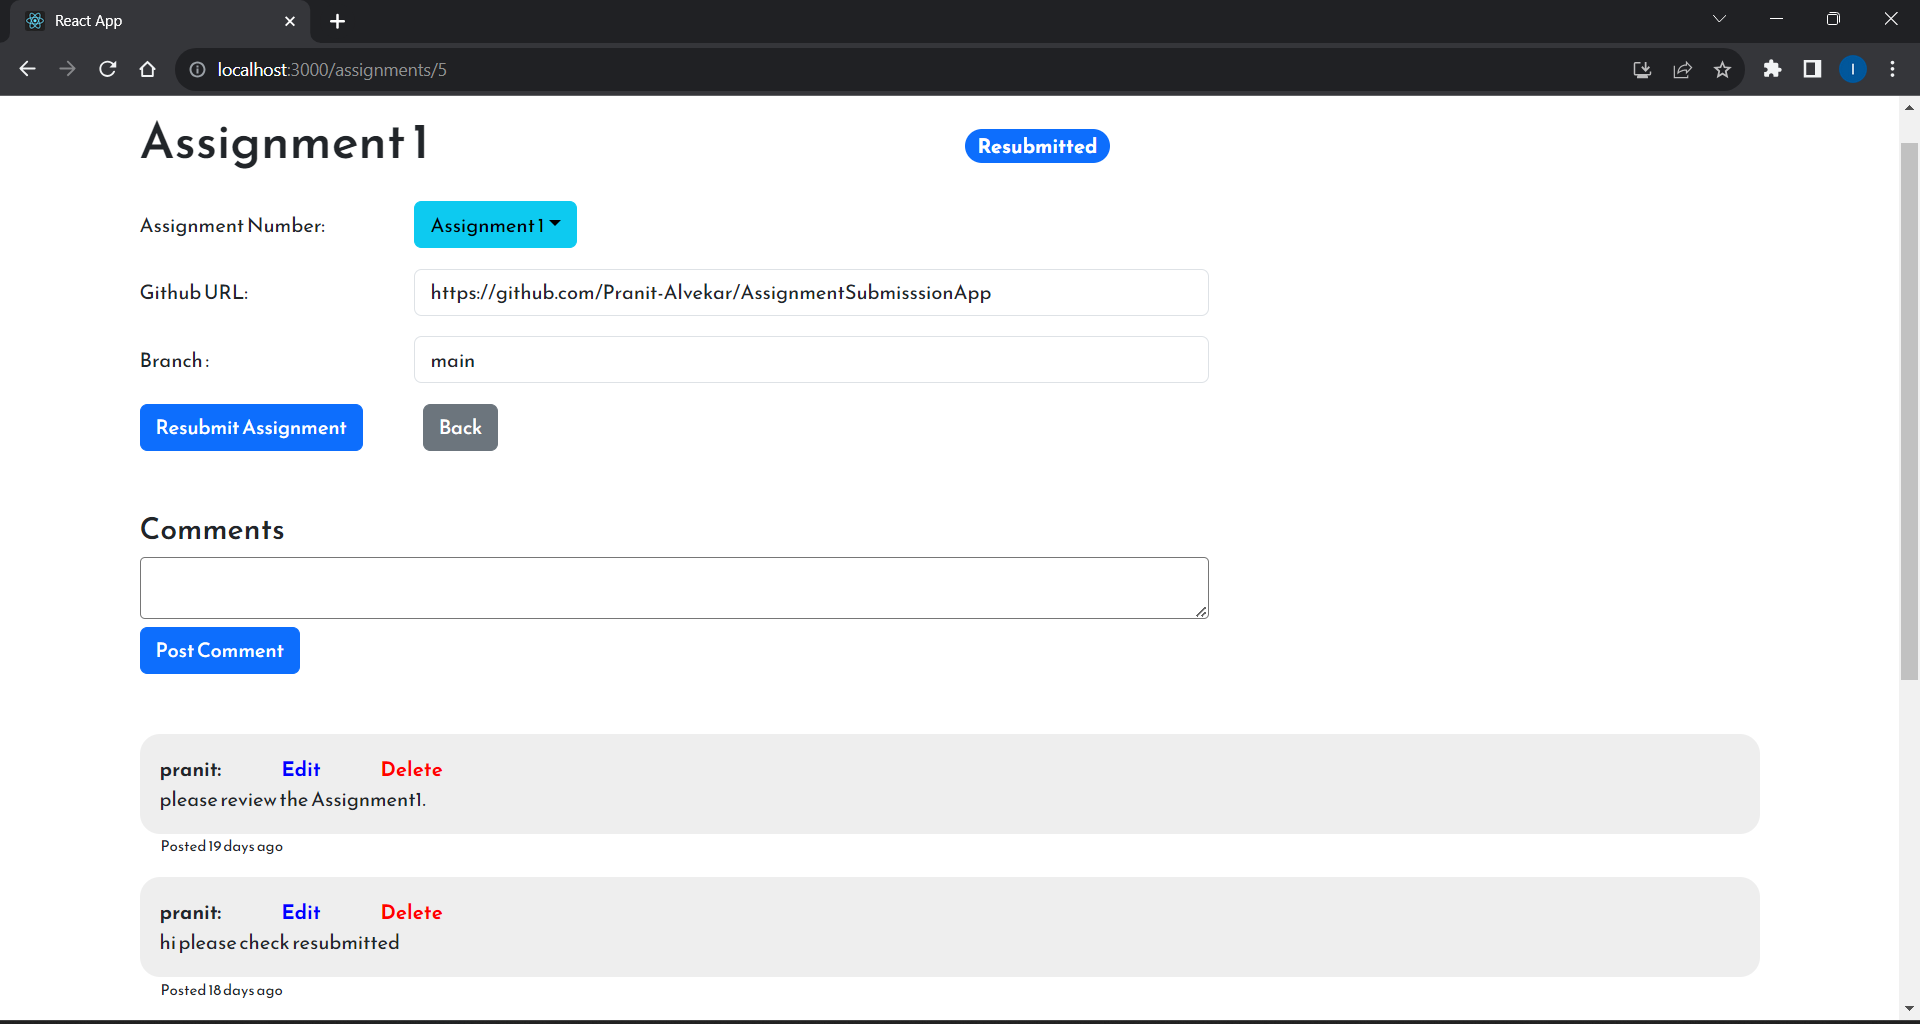 React App
localhost:3000/assignments/5
I
Assignment 1
Resubmitted
Assignment Number:
Assignment 1
Github URL:
https://github.com/Pranit-Alvekar/AssignmentSubmisssionApp
Branch :
main
Resubmit Assignment
Back
Comments
Post Comment
pranit: Edit Delete
please review the Assignment1.
Posted 19 days ago
pranit: Edit Delete
hi please check resubmitted
Posted 18 days ago